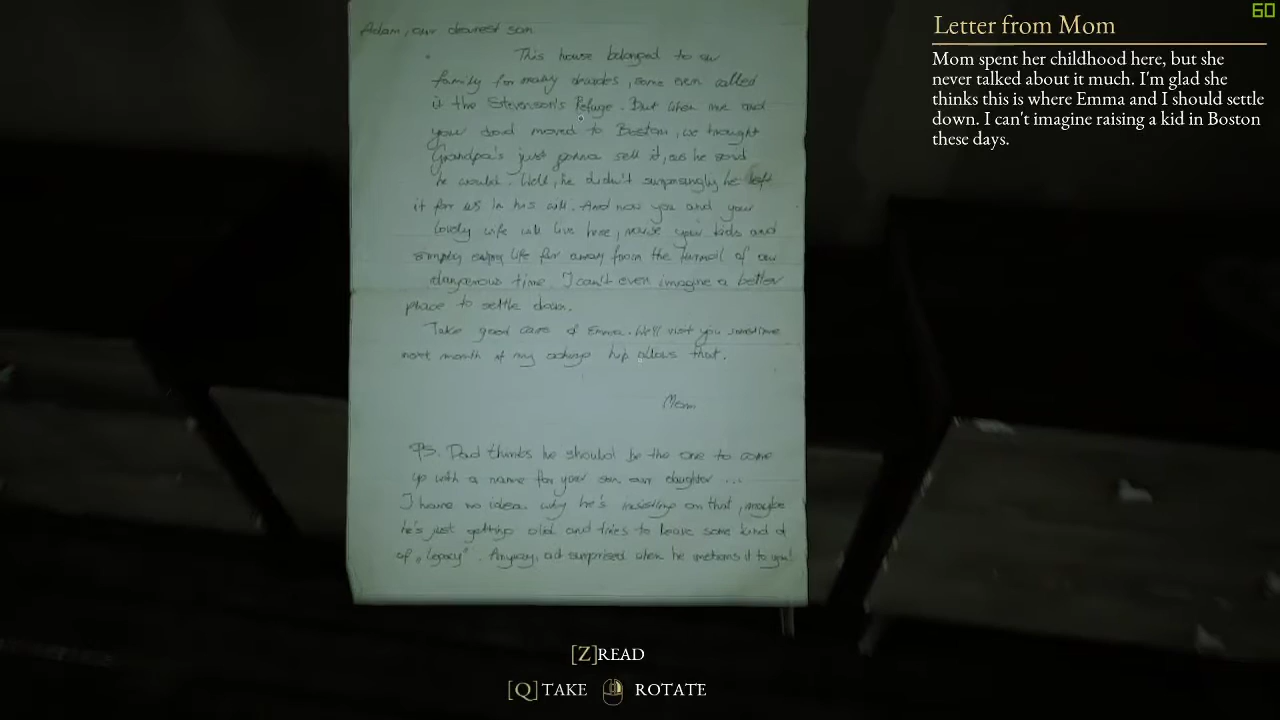 60
Letter from Mom
Mom spent her childhood here, but she
never talked about it much. I'm glad she
thinks this is where Emma and I should settle
down. I can't imagine raising a kid in Boston
these days.
Adam, our dearest son
This house belonged to our
family for many decades, some even called
it the Stevenson's Refuge. But when me and
your dad moved to Boston, we thought
Grandpa's just gonna sell it, as he said
he would. Well, he didn't surprisingly he left
it for us in his will. And now you and your
lovely wife will live here, raise your kids and
simply enjoy life far away from the turmoil of our
dangerous time. I can't even imagine a better
place to settle down.
Take good care of Emma. We'll visit you sometime
next month if my aching hip allows that.
Mom
PS. Dad thinks he should be the one to come
up with a name for your son our daughter ...
I have no idea why he's insisting on that, maybe
he's just getting old and tries to leave some kind of
of „legacy". Anyway, act surprised when he mentions it to you!
[Z]READ
[Q]TAKE ROTATE